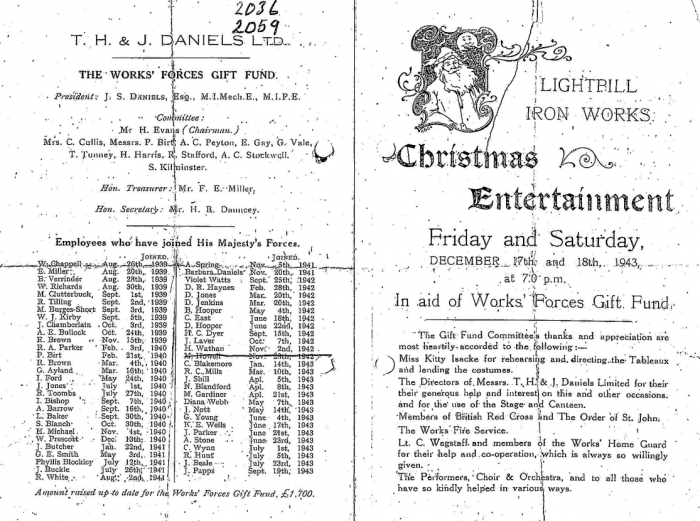 2036
2059
T. H. & J. DANIELS LTD.
THE WORKS' FORCES GIFT FUND.
President: J. S. DANIELS, Esq., M.I.Mech.E., M.I.P.E.
Committee:
Mr H. Evans (Chairman.)
Mrs. C. Cullis, Messrs. P. Birt, A. C. Peyton, E. Gay, G. Vale,
T. Tunney, H. Harris, R. Stafford, A. C. Stockwell.
S. Kilminster.
Hon. Treasurer: Mr. F. E. Miller,
Hon. Secretary: Mr. H. R. Dauncey.
Employees who have joined His Majesty's Forces.
JOINED.
W. Chappell Aug. 26th 1939
E. Miller Aug. 20th, 1939
B. Verrinder Aug. 28th, 1939
W. Richards Aug. 30th, 1939
M. Clutterbuck, Sept. 1st, 1939
R. Tilling Sept. 2nd, 1939
M. Burges-Short Sept. 3rd, 1939
W. J. Kirby Sept. 5th, 1939
J. Chamberlain Oct. 3rd, 1939
A. E. Bullock Oct. 24th, 1939
E. Brown Nov. 15th, 1939
R. A. Parker Feb. 3rd, 1940
P. Birt Feb. 21st, 1940
R. Brown Mar. 4th, 1940
G. Ayland Mar. 16th, 1940
J. Ford May 24th, 1940
J. Jones July 1st, 1940
R. Toombs July 27th, 1940
I. Bishop Sept. 7th, 1940
A. Barrow Sept. 16th, 1940
L. Baker Sept. 30th, 1940
S. Blanch Oct. 30th, 1940
H. Michael Nov. 1st, 1940
W. Prescott Dec. 19th, 1940
J. Butcher Jan. 22nd, 1941
G. E. Smith May 3rd, 1941
Phyllis Blockley July 12th, 1941
J. Buckle July 26th, 1941
R. White Aug. 2nd, 1941
JOINED.
A. Spring Nov. 5th, 1941
Barbara Daniels Nov. 20th, 1941
Violet Watts Sept. 25th, 1942
D. R. Haynes Feb. 28th, 1942
D. Jones Mar. 20th, 1942
D. Jenkins Mar. 20th, 1942
B. Hooper May 4th, 1942
C. East June 18th, 1942
D. Hooper June 22nd, 1942
H. C. Dyer Sept. 15th, 1942
J. Laver Oct. 7th, 1942
H. Wathan Nov. 2nd, 1942
M. Howell Nov. 28th, 1942
C. Blakemore Jan. 14th, 1943
R. C. Mills Mar. 10th, 1943
J. Shill Apl. 5th, 1943
N. Blandford Apl. 8th, 1943
M. Gardiner Apl. 21st, 1943
Diana Webb May 7th, 1943
J. Nott May 14th, 1943
G. Young June 4th, 1943
K. E. Wells June 17th, 1943
J. Parker June 21st, 1943
A. Stone June 23rd, 1943
C. Wynn July 1st, 1943
R. Hunt July 5th, 1943
J. Beale July 23rd, 1943
J. Papps Sept. 19th, 1943
Amount raised up to date for the Works' Forces Gift Fund, £1,700.
LIGHTPILL
IRON WORKS
Christmas
Entertainment
Friday and Saturday,
DECEMBER 17th. and 18th., 1943,
at 7.0 p.m.
In aid of Works' Forces Gift Fund.
The Gift Fund Committee's thanks and appreciation are
most heartily accorded to the following:—
Miss Kitty Isacke for rehearsing and directing the Tableaux
and lending the costumes.
The Directors of Messrs. T. H. & J. Daniels Limited for their
their generous help and interest on this and other occasions,
and for the use of the Stage and Canteen.
Members of British Red Cross and The Order of St. John.
The Works' Fire Service.
Lt. C. Wagstaff and members of the Works' Home Guard
for their help and co-operation, which is always so willingly
given.
The Performers, Choir & Orchestra, and to all those who
have so kindly helped in various ways.